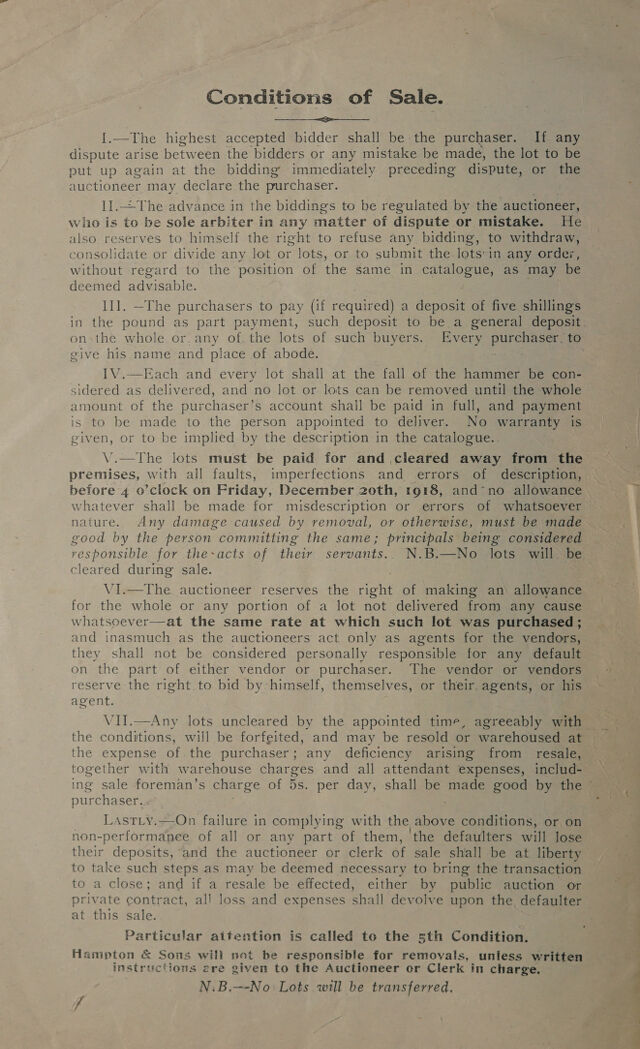 Conditions of Sale.
I.—The highest accepted bidder shall be the purchaser. If any
dispute arise between the bidders or any mistake be made, the lot to be
put up again at the bidding immediately preceding dispute, or the
auctioneer may declare the purchaser.
II.—The advance in the biddings to be regulated by the auctioneer,
who is to be sole arbiter in any matter of dispute or mistake. He
also reserves to himself the right to refuse any bidding, to withdraw,
consolidate or divide any lot or lots, or to submit the lots in any order,
without regard to the position of the same in catalogue, as may be
deemed advisable.
III. —The purchasers to pay (if required) a deposit of five shillings
in the pound as part payment, such deposit to be a general deposit
on the whole or any of the lots of such buyers. Every purchaser to
give his name and place of abode.
IV.—Each and every lot shall at the fall of the hammer be con-
sidered as delivered, and no lot or lots can be removed until the whole
amount of the purchaser's account shall be paid in full, and payment
is to be made to the person appointed to deliver. No warranty is
given, or to be implied by the description in the catalogue.
V.—The lots must be paid for and cleared away from the
premises, with all faults, imperfections and errors of description,
before 4 o'clock on Friday, December 20th, 1918, and no allowance
whatever shall be made for misdescription or errors of whatsoever
nature. Any damage caused by removal, or otherwise, must be made
good by the person committing the same; principals being considered
responsible for the acts of their servants. N.B.—No lots will be
cleared during sale.
VI.—The auctioneer reserves the right of making an allowance
for the whole or any portion of a lot not delivered from any cause
whatsoever—at the same rate at which such lot was purchased;
and inasmuch as the auctioneers act only as agents for the vendors,
they shall not be considered personally responsible for any default
on the part of either vendor or purchaser. The vendor or vendors
reserve the right to bid by himself, themselves, or their agents, or his
agent.
VII.—Any lots uncleared by the appointed time, agreeably with
the conditions, will be forfeited, and may be resold or warehoused at
the expense of the purchaser; any deficiency arising from resale,
together with warehouse charges and all attendant expenses, includ-
ing sale foreman's charge of 5s. per day, shall be made good by the
purchaser.
Lastly.—On failure in complying with the above conditions, or on
non-performance of all or any part of them, the defaulters will lose
their deposits, and the auctioneer or clerk of sale shall be at liberty
to take such steps as may be deemed necessary to bring the transaction
to a close; and if a resale be effected, either by public auction or
private contract, all loss and expenses shall devolve upon the defaulter
at this sale.
Particular attention is called to the 5th Condition.
Hampton & Sons will not be responsible for removals, unless written
instructions are given to the Auctioneer or Clerk in charge.
N.B.—No Lots will be transferred.